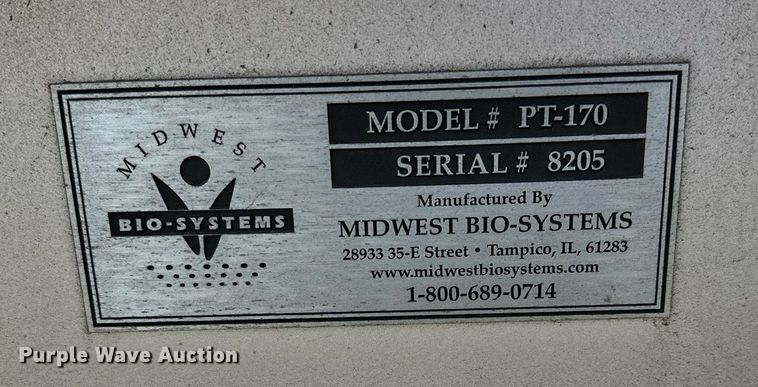 MIDWEST
BIO-SYSTEMS
MODEL # PT-170
SERIAL # 8205
Manufactured By
MIDWEST BIO-SYSTEMS
28933 35-E Street • Tampico, IL, 61283
www.midwestbiosystems.com
1-800-689-0714
Purple Wave Auction